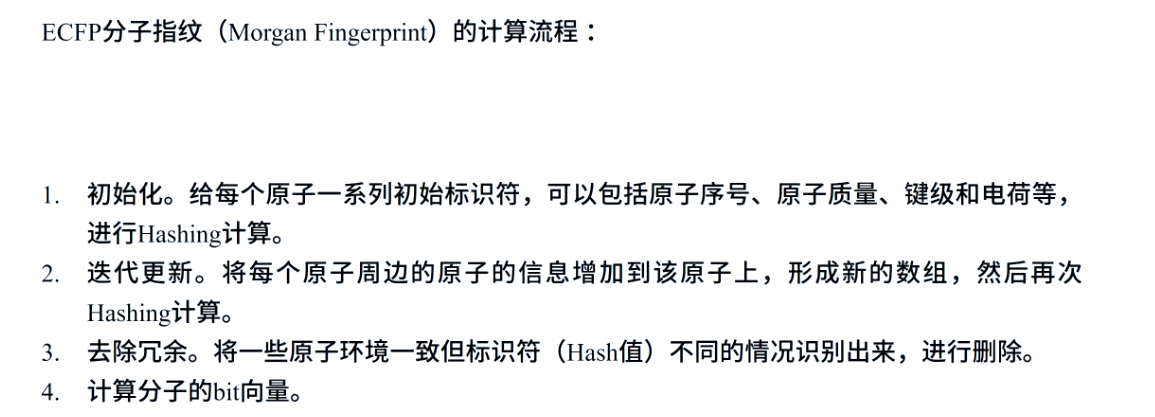 ECFP分子指纹（Morgan Fingerprint）的计算流程：
1. 初始化。给每个原子一系列初始标识符，可以包括原子序号、原子质量、键级和电荷等，
进行Hashing计算。
2. 迭代更新。将每个原子周边的原子的信息增加到该原子上，形成新的数组，然后再次
Hashing计算。
3. 去除冗余。将一些原子环境一致但标识符（Hash值）不同的情况识别出来，进行删除。
4. 计算分子的bit向量。